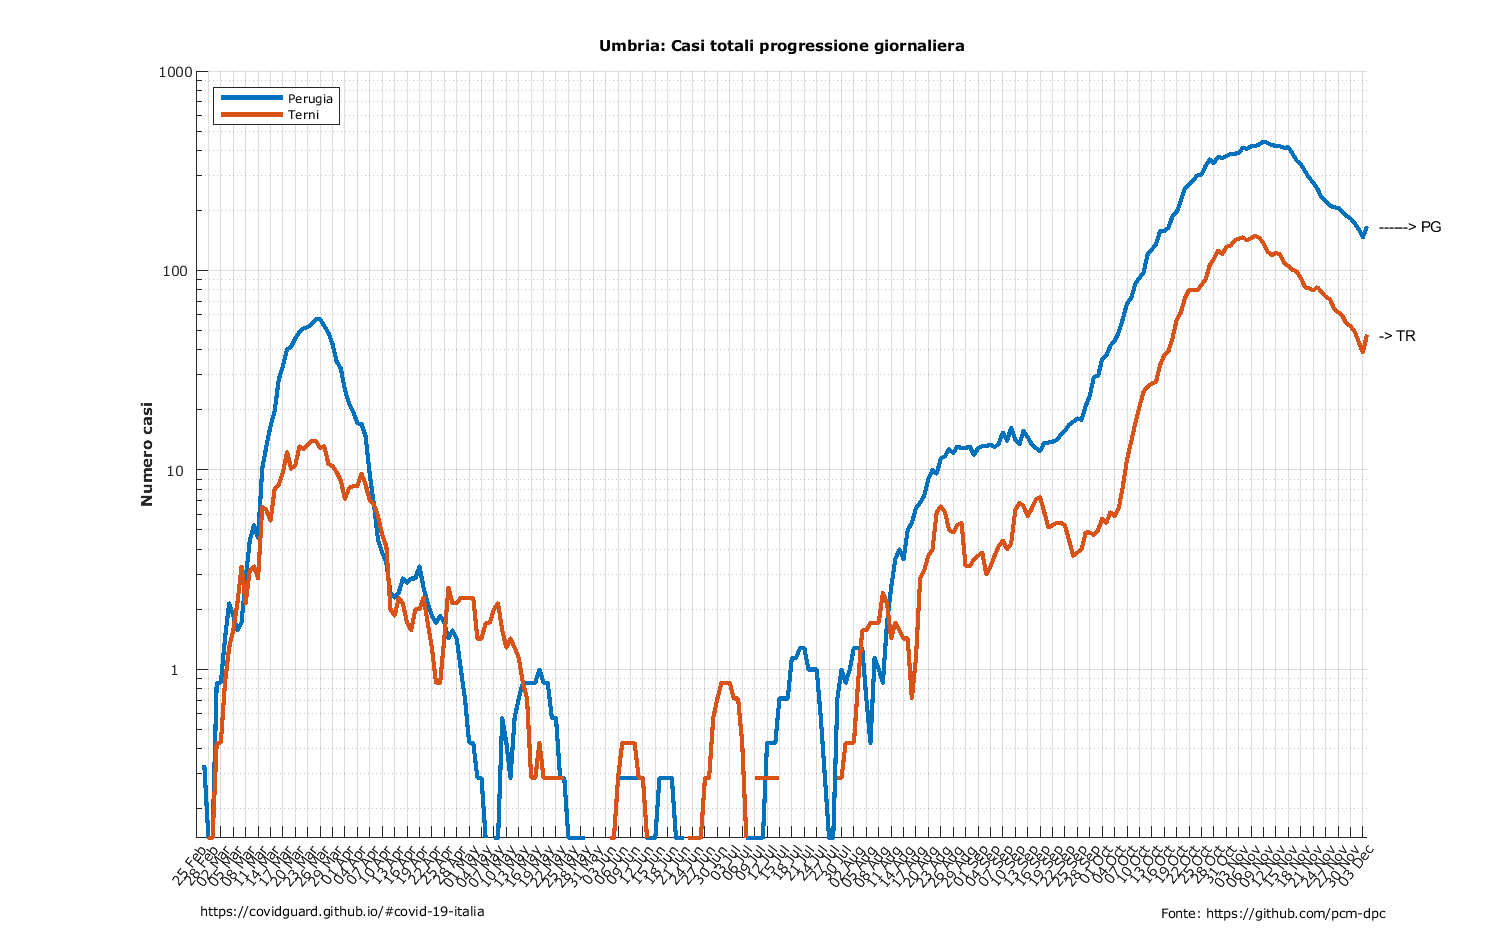 Umbria: Casi totali progressione giornaliera
1000
Perugia
Terni
------> PG
100
-> TR
Numero casi
10
1
25 Feb
28 Feb
02 Mar
05 Mar
08 Mar
11 Mar
14 Mar
17 Mar
20 Mar
23 Mar
26 Mar
29 Mar
01 Apr
04 Apr
07 Apr
10 Apr
13 Apr
16 Apr
19 Apr
22 Apr
25 Apr
28 Apr
01 May
04 May
07 May
10 May
13 May
16 May
19 May
22 May
25 May
28 May
31 May
03 Jun
06 Jun
09 Jun
12 Jun
15 Jun
18 Jun
21 Jun
24 Jun
27 Jun
30 Jun
03 Jul
06 Jul
09 Jul
12 Jul
15 Jul
18 Jul
21 Jul
24 Jul
27 Jul
30 Jul
02 Aug
05 Aug
08 Aug
11 Aug
14 Aug
17 Aug
20 Aug
23 Aug
26 Aug
29 Aug
01 Sep
04 Sep
07 Sep
10 Sep
13 Sep
16 Sep
19 Sep
22 Sep
25 Sep
28 Sep
01 Oct
04 Oct
07 Oct
10 Oct
13 Oct
16 Oct
19 Oct
22 Oct
25 Oct
28 Oct
31 Oct
03 Nov
06 Nov
09 Nov
12 Nov
15 Nov
18 Nov
21 Nov
24 Nov
27 Nov
30 Nov
03 Dec
https://covidguard.github.io/#covid-19-italia
Fonte: https://github.com/pcm-dpc